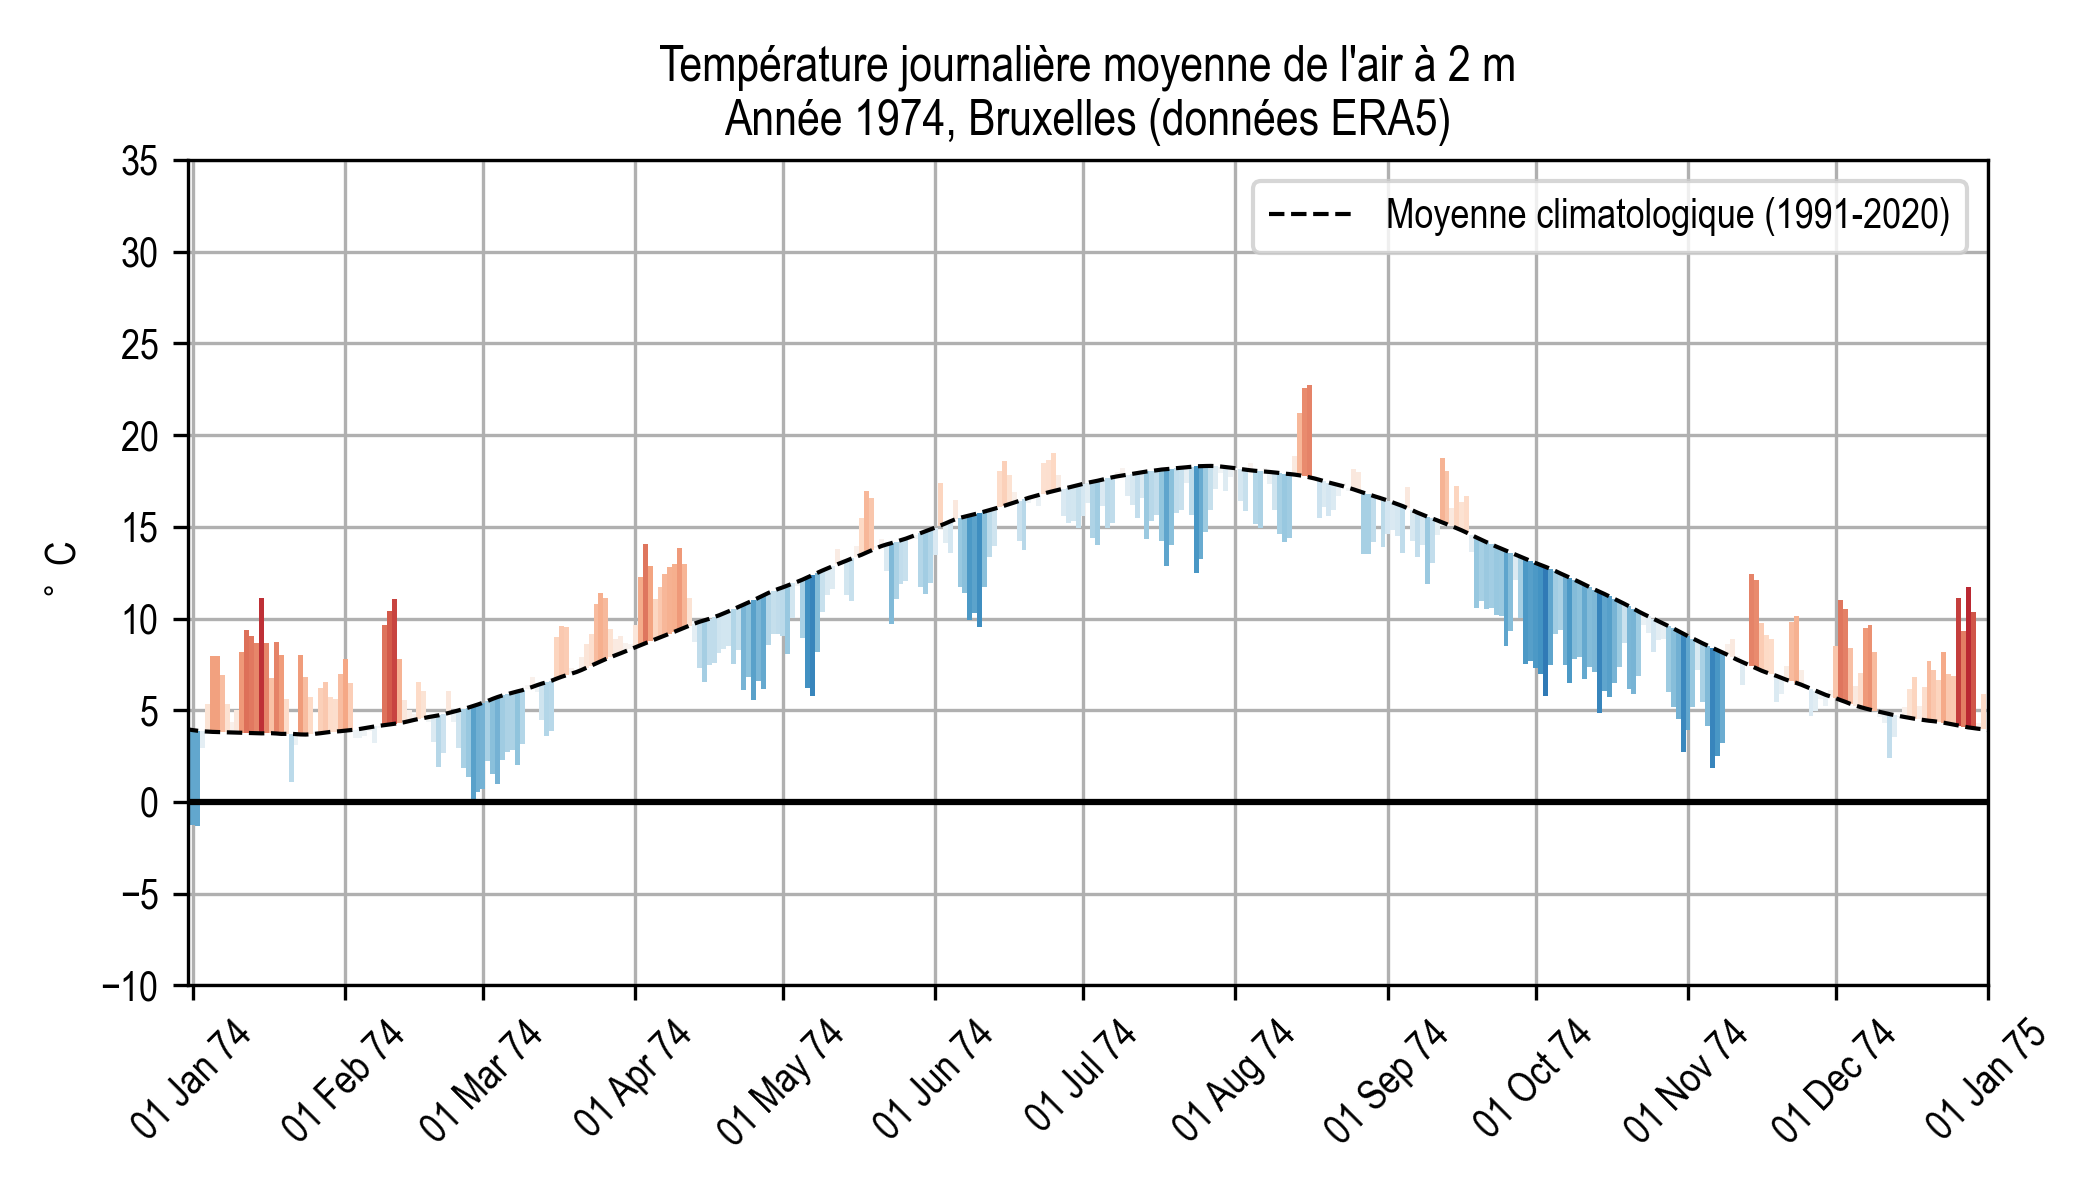 Température journalière moyenne de l'air à 2 m
Année 1974, Bruxelles (données ERA5)
Moyenne climatologique (1991-2020)
° C
35
30
25
20
15
10
5
0
−5
−10
01 Jan 74
01 Feb 74
01 Mar 74
01 Apr 74
01 May 74
01 Jun 74
01 Jul 74
01 Aug 74
01 Sep 74
01 Oct 74
01 Nov 74
01 Dec 74
01 Jan 75